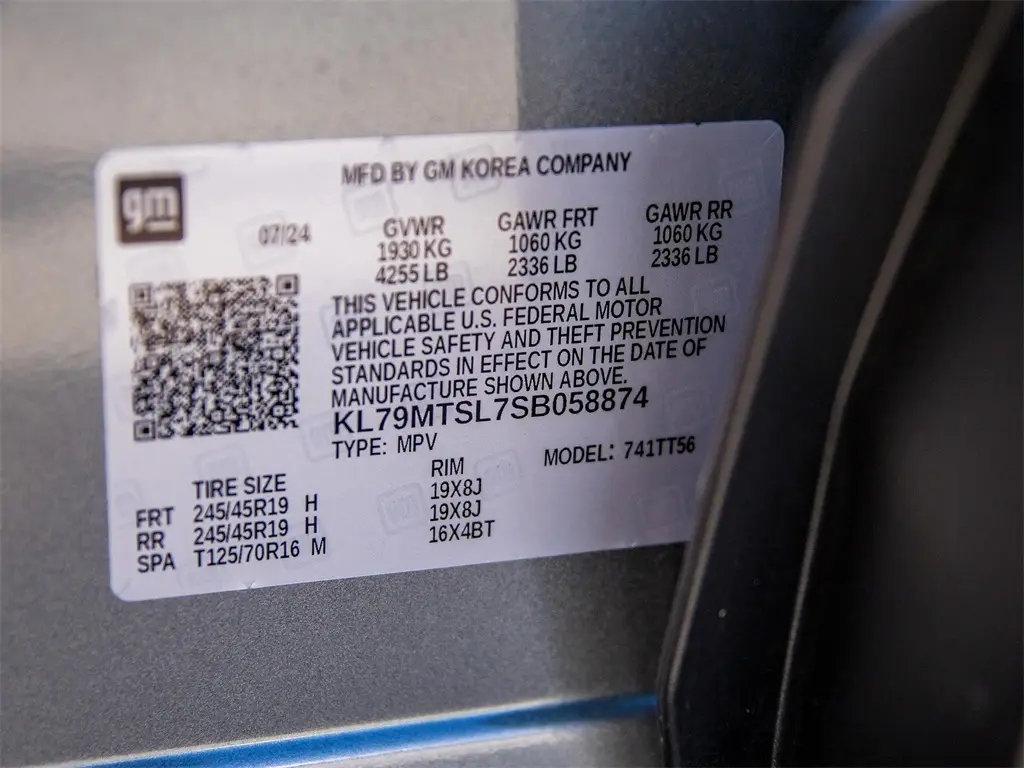 gm
MFD BY GM KOREA COMPANY
07/24
GVWR GAWR FRT GAWR RR
1930 KG 1060 KG 1060 KG
4255 LB 2336 LB 2336 LB
THIS VEHICLE CONFORMS TO ALL
APPLICABLE U.S. FEDERAL MOTOR
VEHICLE SAFETY AND THEFT PREVENTION
STANDARDS IN EFFECT ON THE DATE OF
MANUFACTURE SHOWN ABOVE.
KL79MTSL7SB058874
TYPE: MPV MODEL: 741TT56
TIRE SIZE RIM
FRT 245/45R19 H 19X8J
RR 245/45R19 H 19X8J
SPA T125/70R16 M 16X4BT